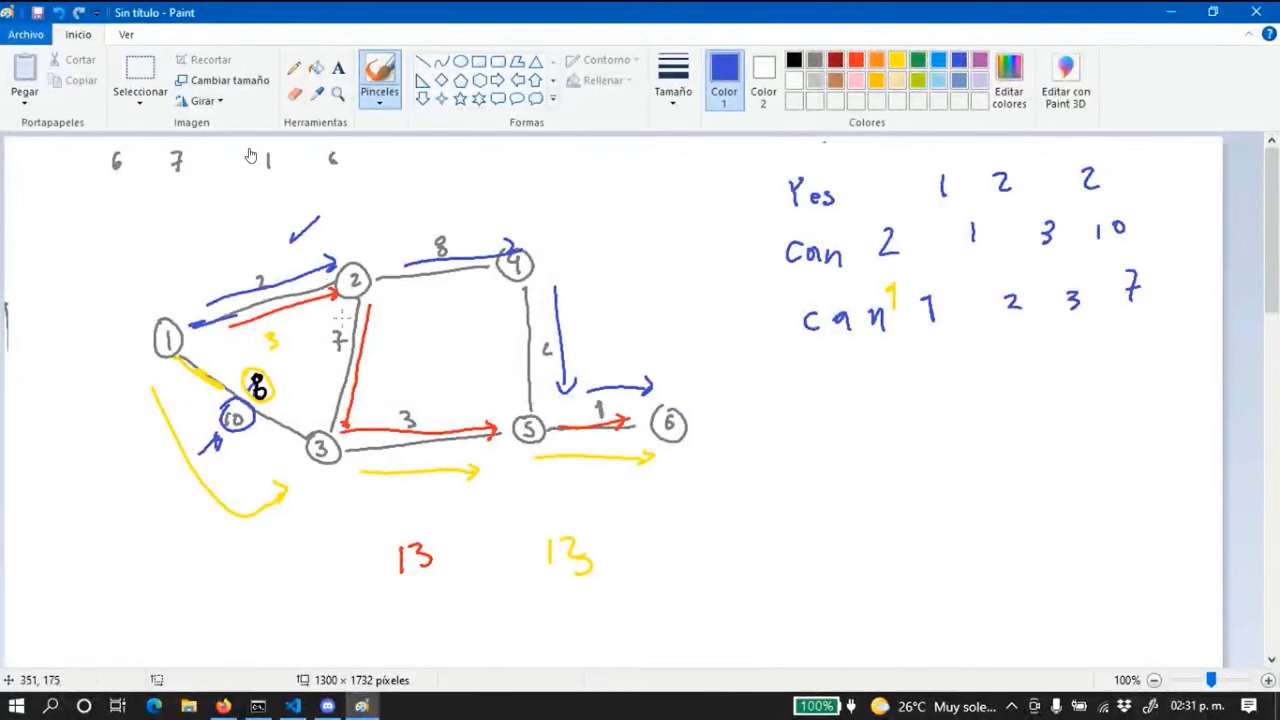 Sin título - Paint
Archivo Inicio Ver
Pegar
Cortar
Copiar
Portapapeles
Seleccionar
Recortar
Cambiar tamaño
Girar
Imagen
A
Herramientas
Pinceles
Contorno
Rellenar
Formas
Tamaño
Color 1
Color 2
Editar colores
Editar con Paint 3D
Colores
6 7 1 6
Yes 1 2 2
Can 2 1 3 10
Can 1 1 2 3 7
2 8
2 4
1 3 7
8
10
3 3 5 1 6
13 13
351, 175
1300 × 1732 píxeles
100%
100%
26°C Muy sole...
02:31 p. m.